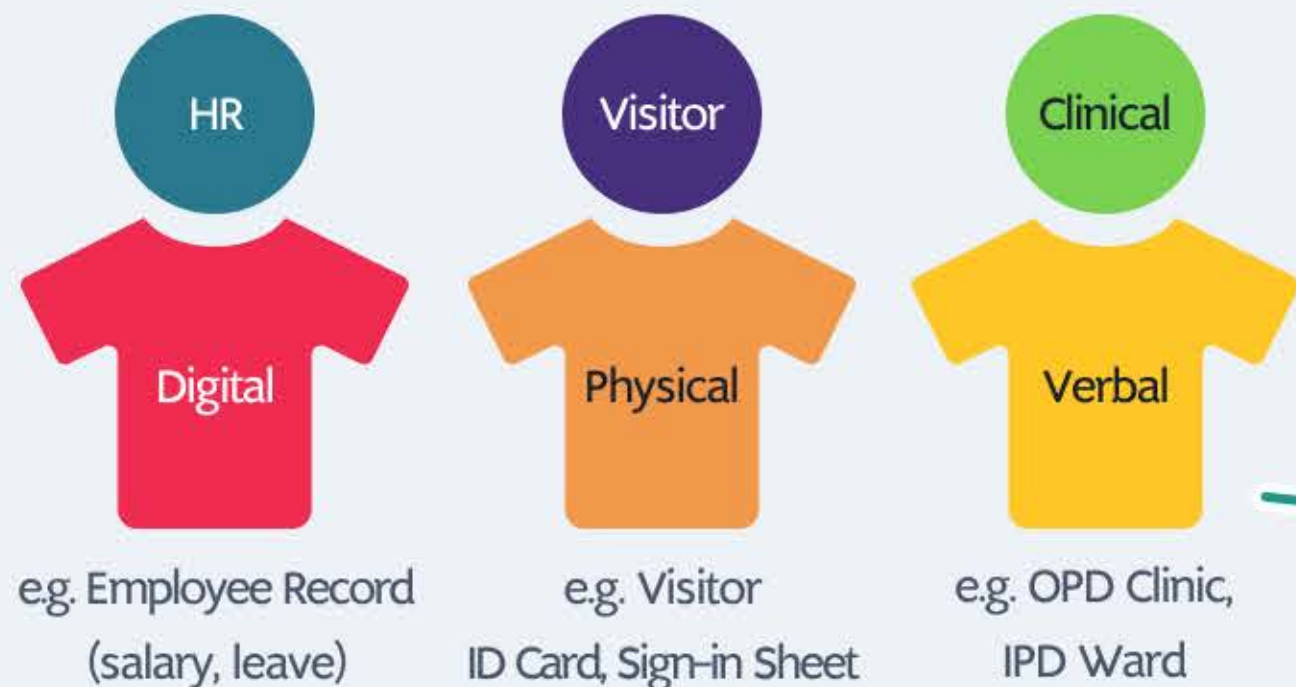 HR
Digital
e.g. Employee Record
(salary, leave)
Visitor
Physical
e.g. Visitor
ID Card, Sign-in Sheet
Clinical
Verbal
e.g. OPD Clinic,
IPD Ward